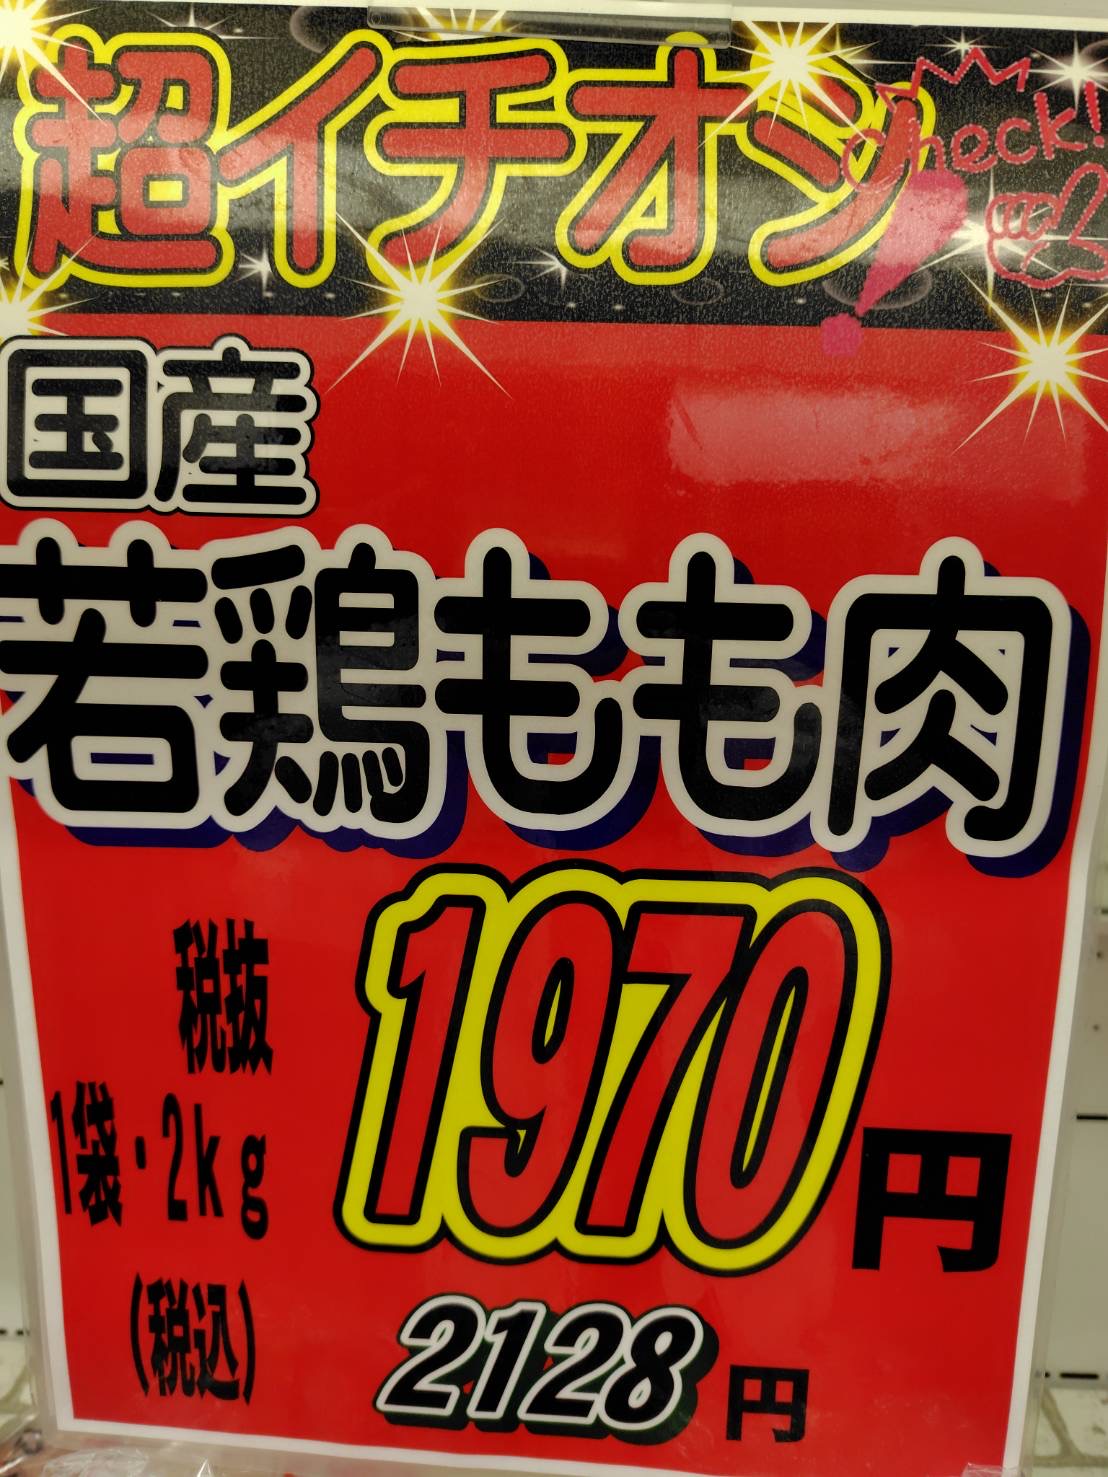 超イチオシ
check!
国産
若鶏もも肉
税抜
1袋・2kg
1970円
(税込)
2128円